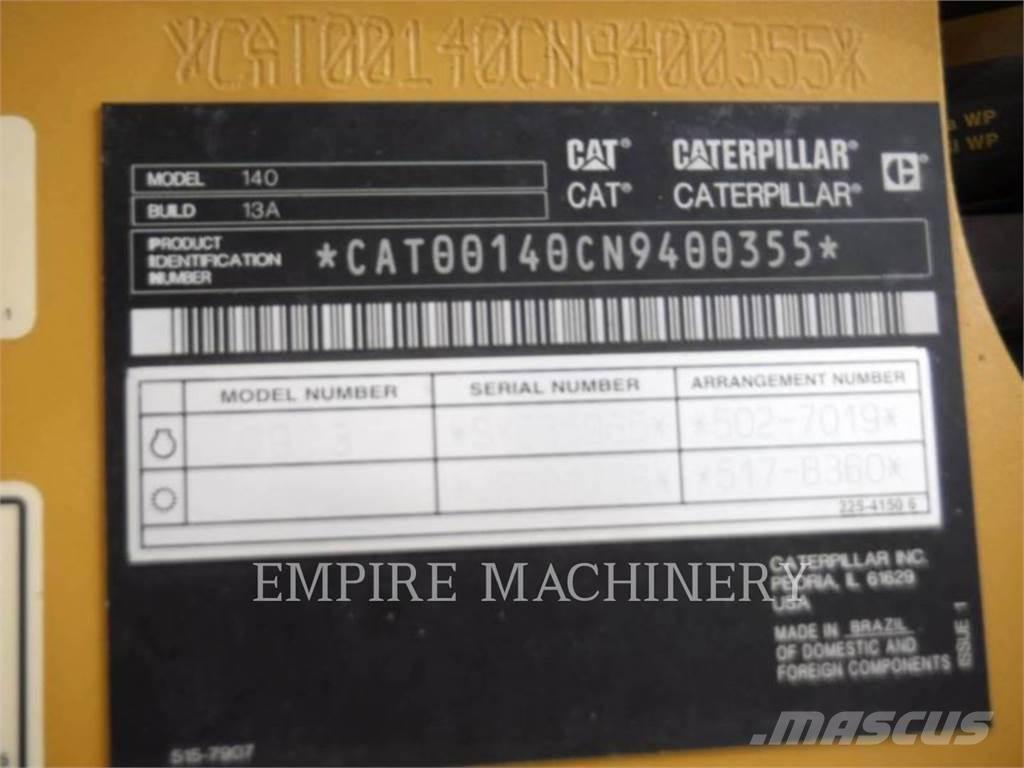 *CAT00140CN9400355*
CAT® CATERPILLAR®
CAT® CATERPILLAR®
MODEL 140
BUILD 13A
PRODUCT IDENTIFICATION NUMBER *CAT00140CN9400355*
MODEL NUMBER SERIAL NUMBER ARRANGEMENT NUMBER
*502-7019*
*517-8360*
225-4150 6
EMPIRE MACHINERY
CATERPILLAR INC.
PEORIA, IL 61629
USA
MADE IN BRAZIL
OF DOMESTIC AND
FOREIGN COMPONENTS
ISSUE 1
515-7907
MASCUS
WP
WP